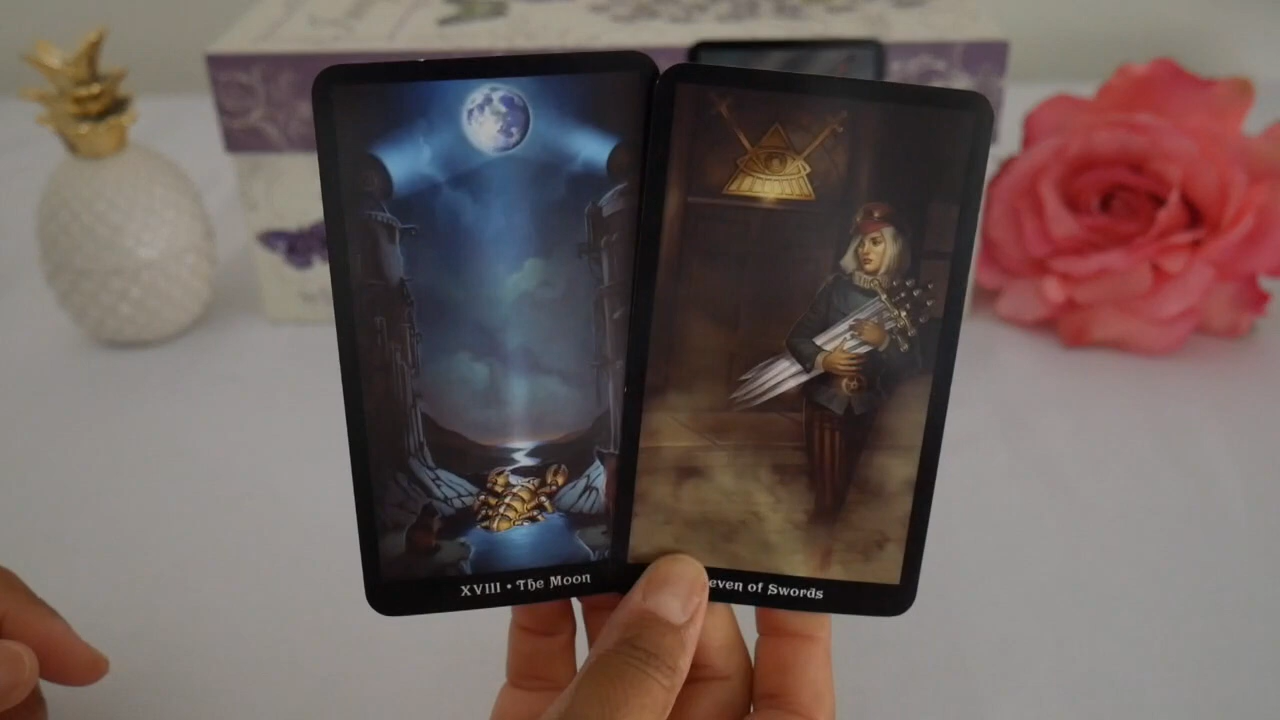 XVIII • The Moon
even of Swords